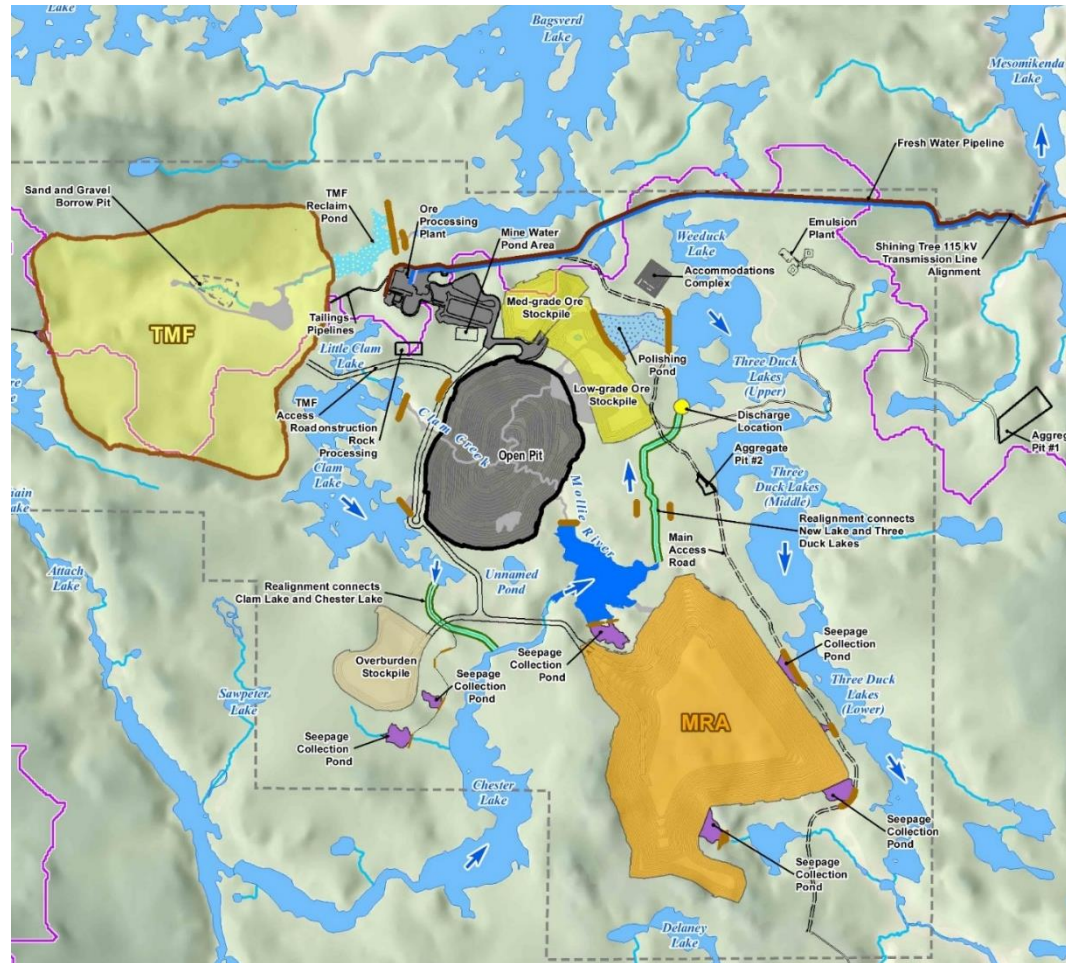 Lake
Bagsverd
Lake
Lake
Mesomikenda
Lake
Fresh Water Pipeline
Sand and Gravel
Borrow Pit
TMF
Reclaim
Pond
Ore
Processing
Plant
Mine Water
Pond Area
Weeduck
Lake
Emulsion
Plant
Shining Tree 115 kV
Transmission Line
Alignment
Accommodations
Complex
Med-grade Ore
Stockpile
TMF
Tailings
Pipelines
Little Clam
Lake
Polishing
Pond
Three Duck
Lakes
(Upper)
Low-grade Ore
Stockpile
TMF
Access
Road
onstruction
Rock
Processing
Clam Creek
Discharge
Location
Aggregate
Pit #2
Aggreg
Pit #1
Open Pit
Clam
Lake
Mollie River
Three
Duck Lakes
(Middle)
Lake
Realignment connects
New Lake and Three
Duck Lakes
Main
Access
Road
Attach
Lake
Unnamed
Pond
Realignment connects
Clam Lake and Chester Lake
Overburden
Stockpile
Seepage
Collection
Pond
Seepage
Collection
Pond
Seepage
Collection
Pond
Three Duck
Lakes
(Lower)
Sawpeter
Lake
MRA
Seepage
Collection
Pond
Chester
Lake
Seepage
Collection
Pond
Seepage
Collection
Pond
Delaney
Lake